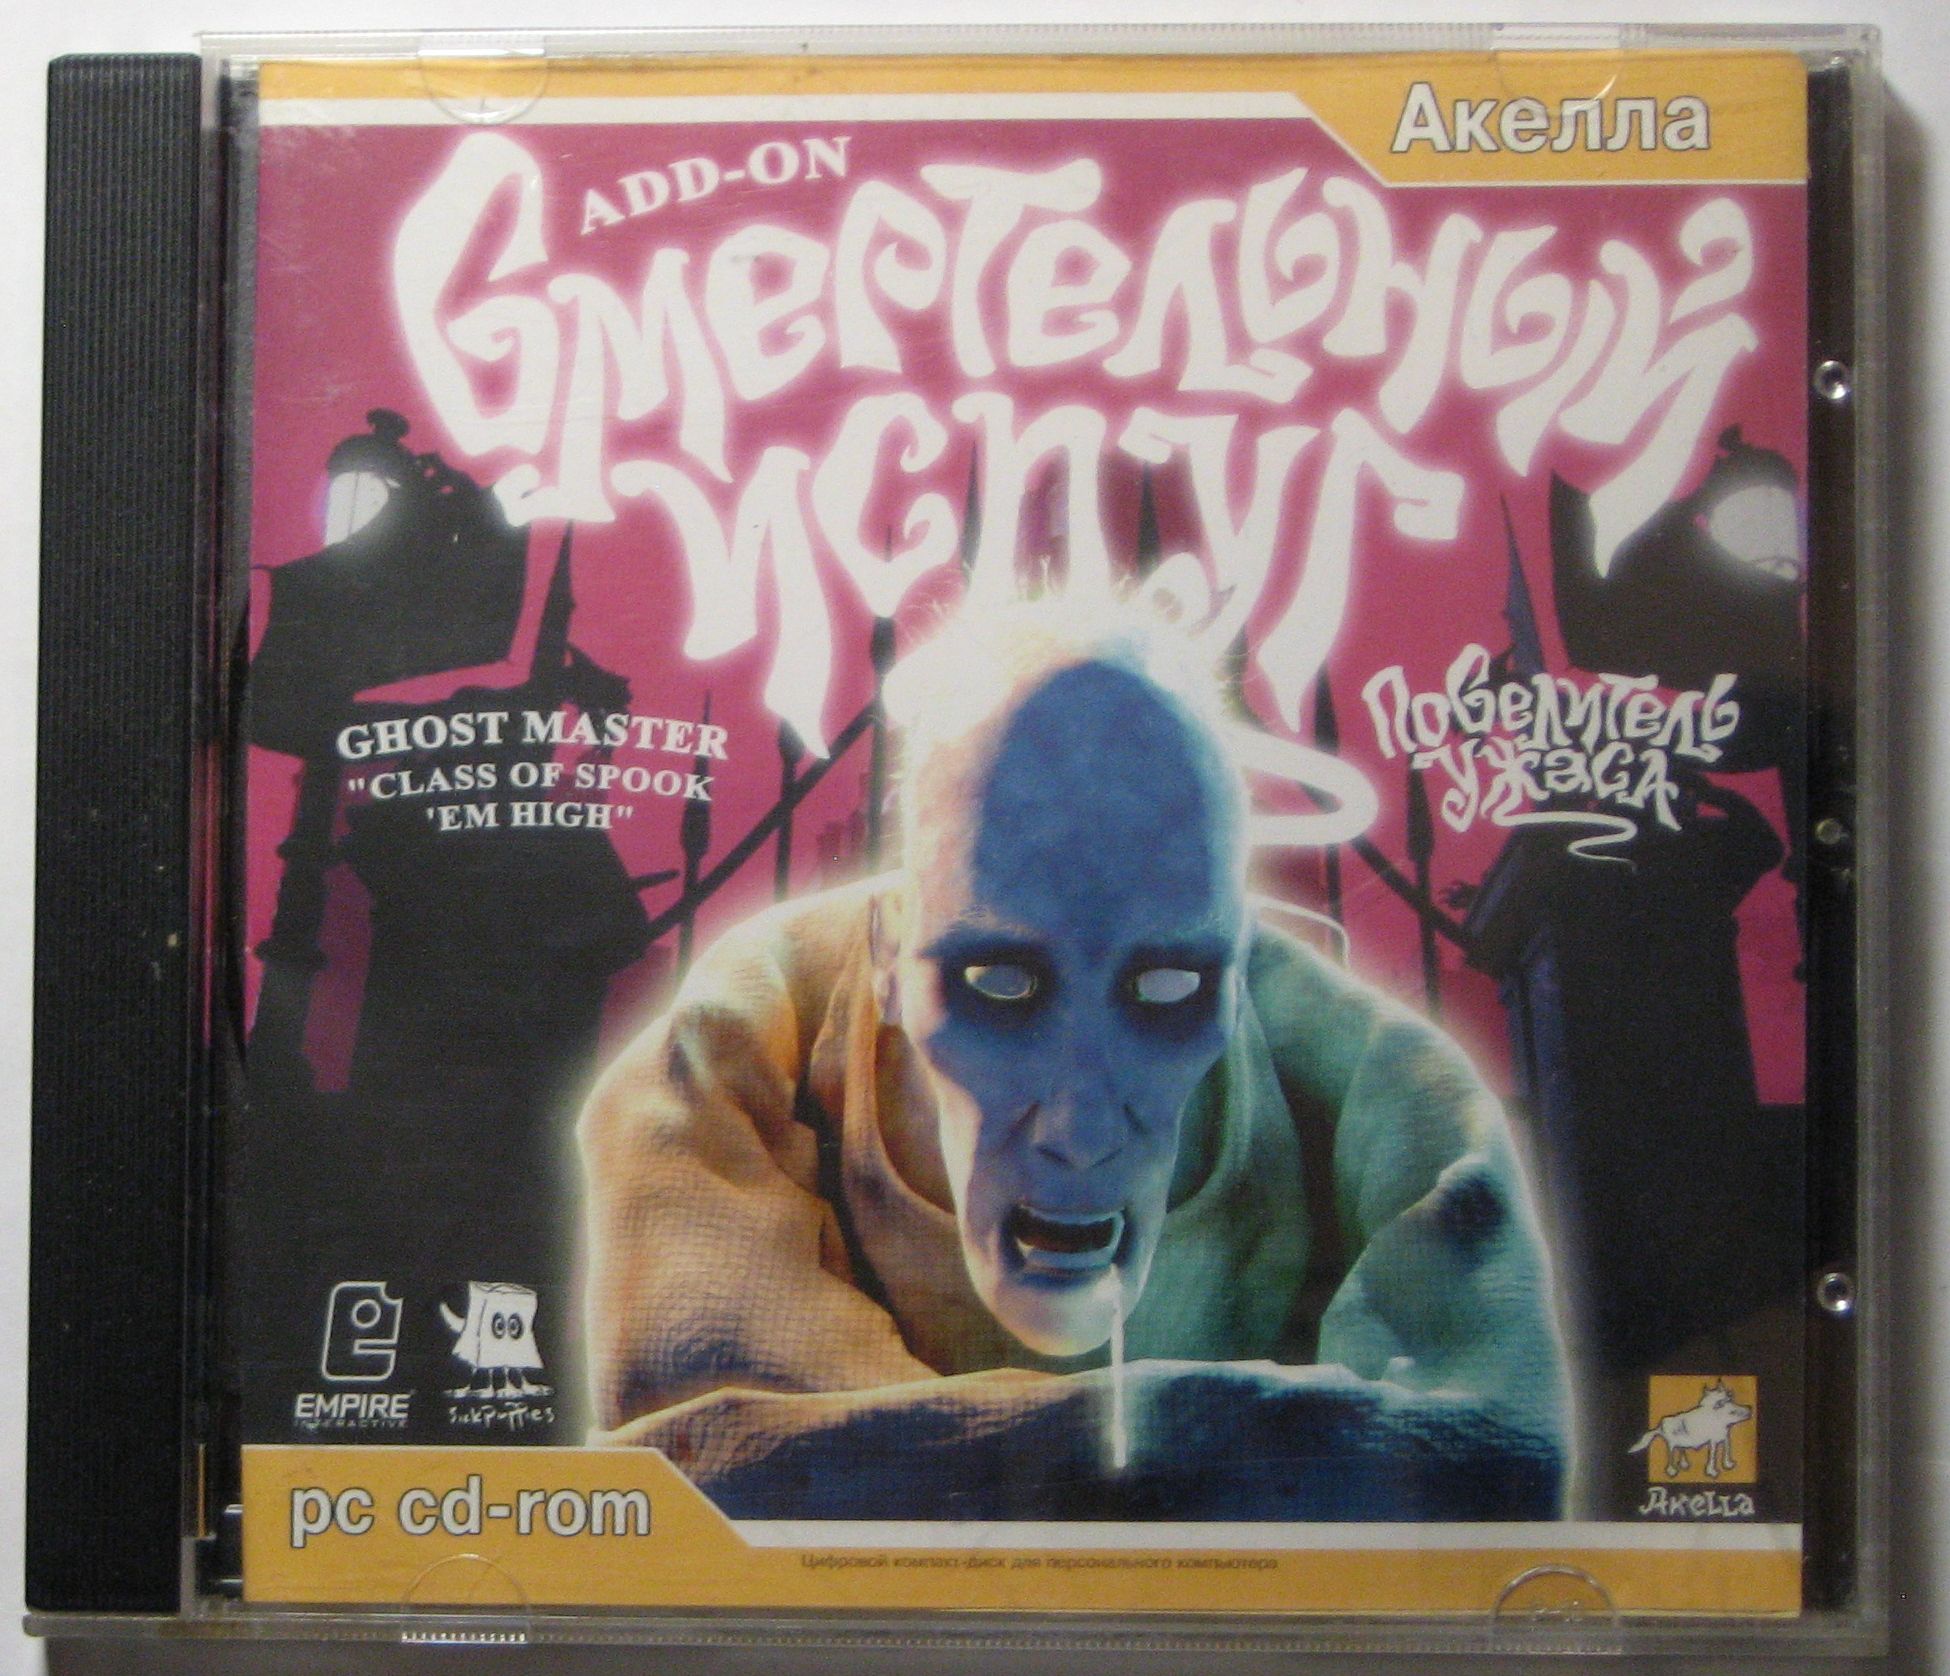 Акелла
ADD-ON
Смертельный
испуг
GHOST MASTER
"CLASS OF SPOOK
'EM HIGH"
Повелитель
ужаса
EMPIRE
INTERACTIVE
sickpuppies
Акелла
pc cd-rom
Цифровой компакт-диск для персонального компьютера